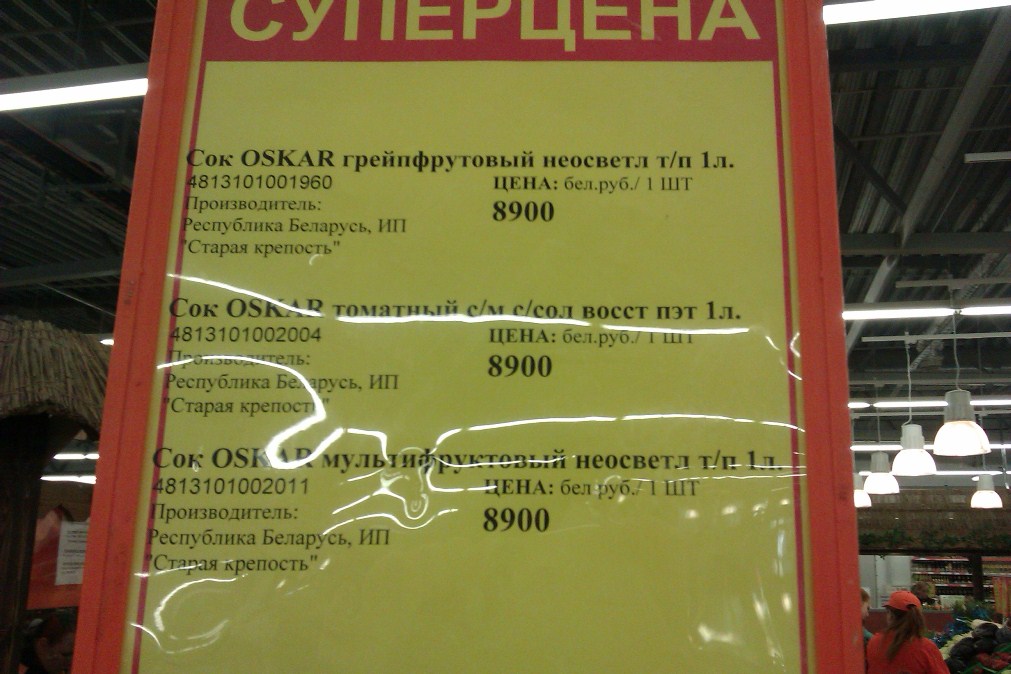 СУПЕРЦЕНА
Сок OSKAR грейпфрутовый неосветл т/п 1л.
4813101001960 ЦЕНА: бел.руб./ 1 ШТ
Производитель: 8900
Республика Беларусь, ИП
"Старая крепость"
Сок OSKAR томатный с/м с/сол восст пэт 1л.
4813101002004 ЦЕНА: бел.руб./ 1 ШТ
Производитель: 8900
Республика Беларусь, ИП
"Старая крепость"
Сок OSKAR мультифруктовый неосветл т/п 1л.
4813101002011 ЦЕНА: бел.руб./ 1 ШТ
Производитель: 8900
Республика Беларусь, ИП
"Старая крепость"